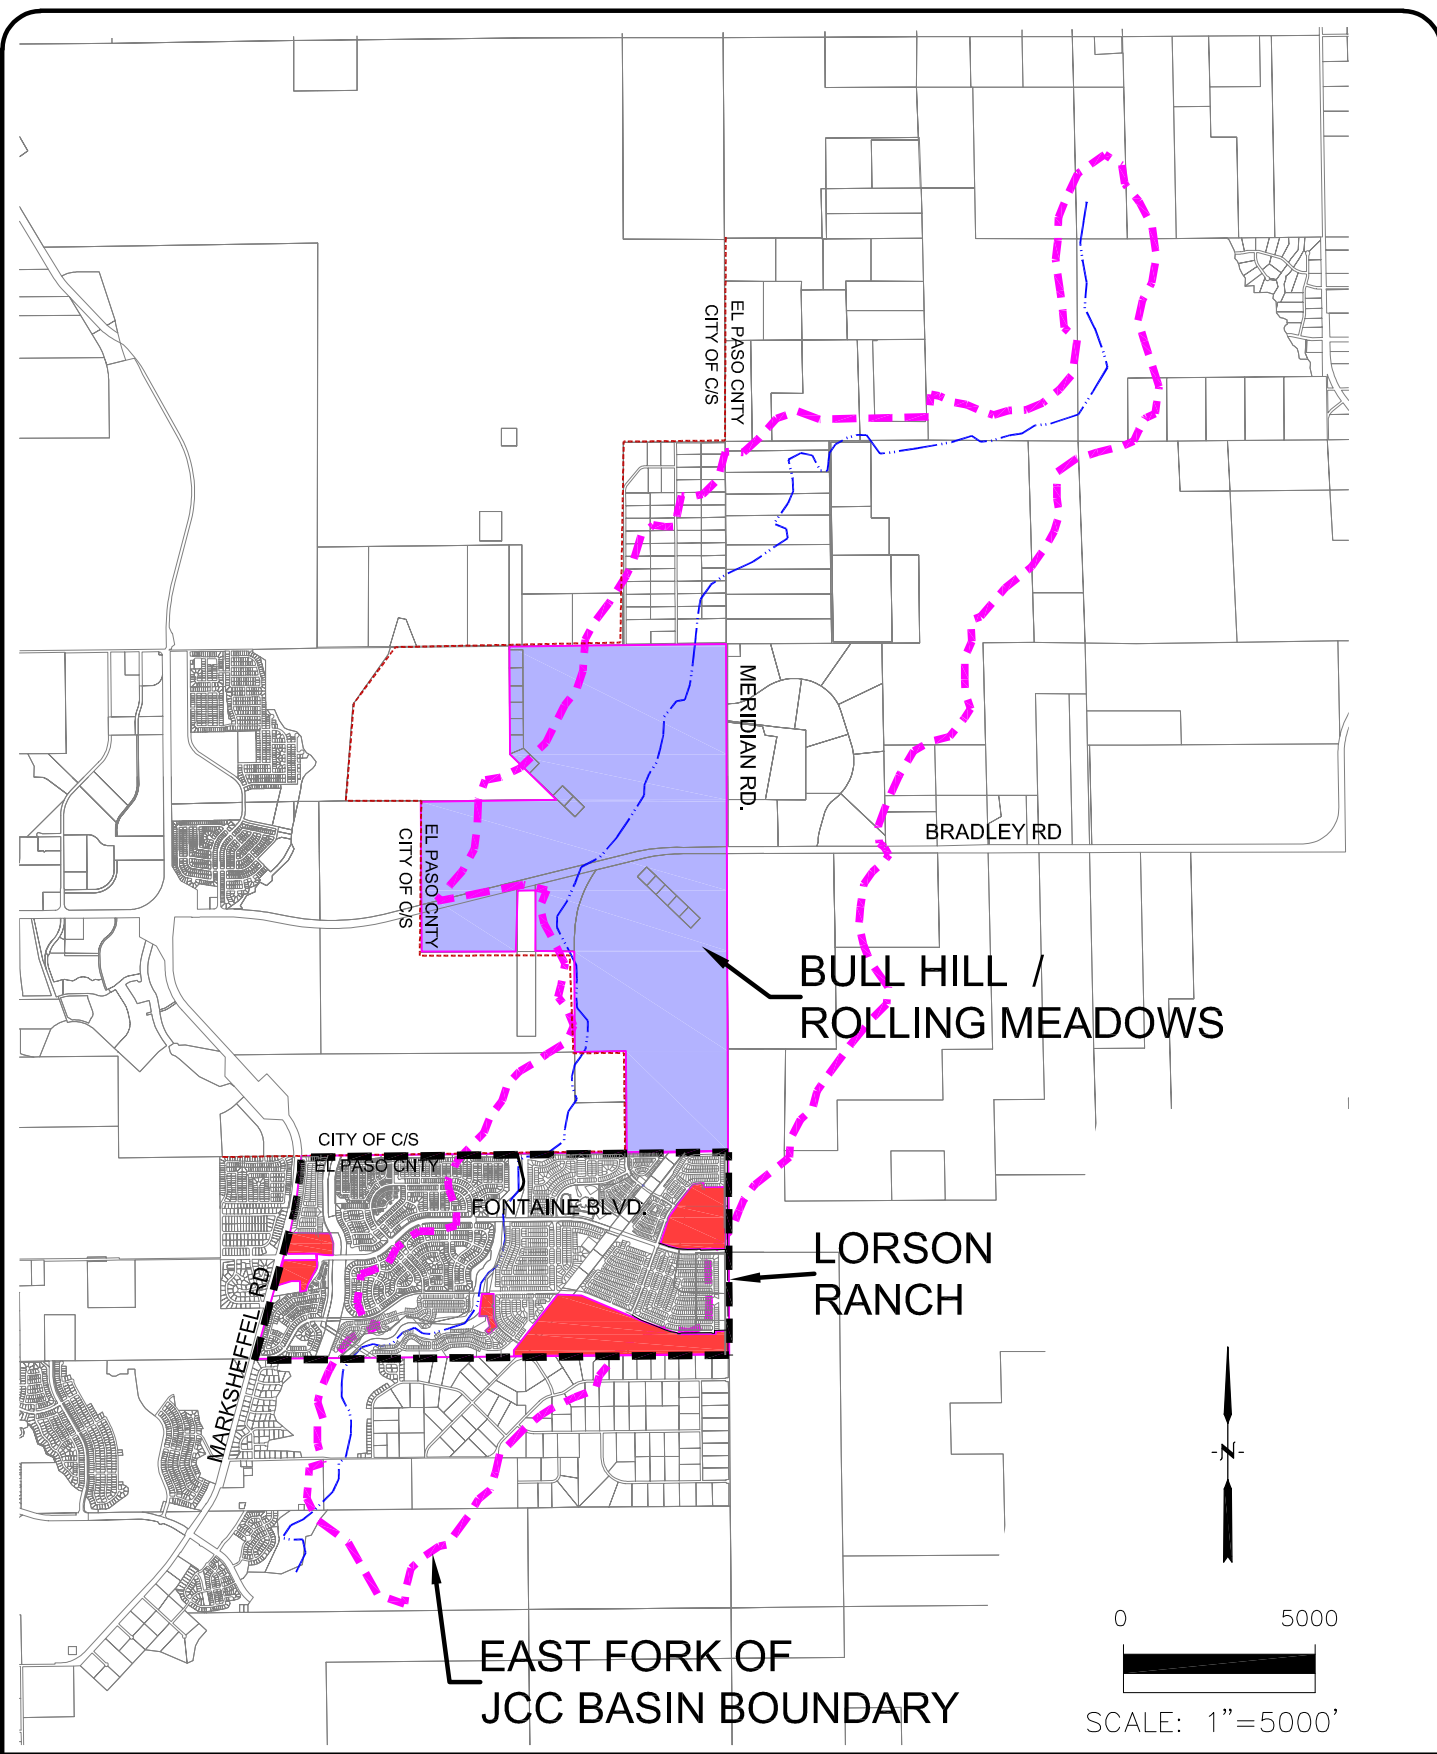 EL PASO CNTY
CITY OF C/S
MERIDIAN RD.
BRADLEY RD
EL PASO CNTY
CITY OF C/S
BULL HILL /
ROLLING MEADOWS
CITY OF C/S
EL PASO CNTY
FONTAINE BLVD.
LORSON
RANCH
MARKSHEFFEL RD.
N
0 5000
SCALE: 1"=5000'
EAST FORK OF
JCC BASIN BOUNDARY